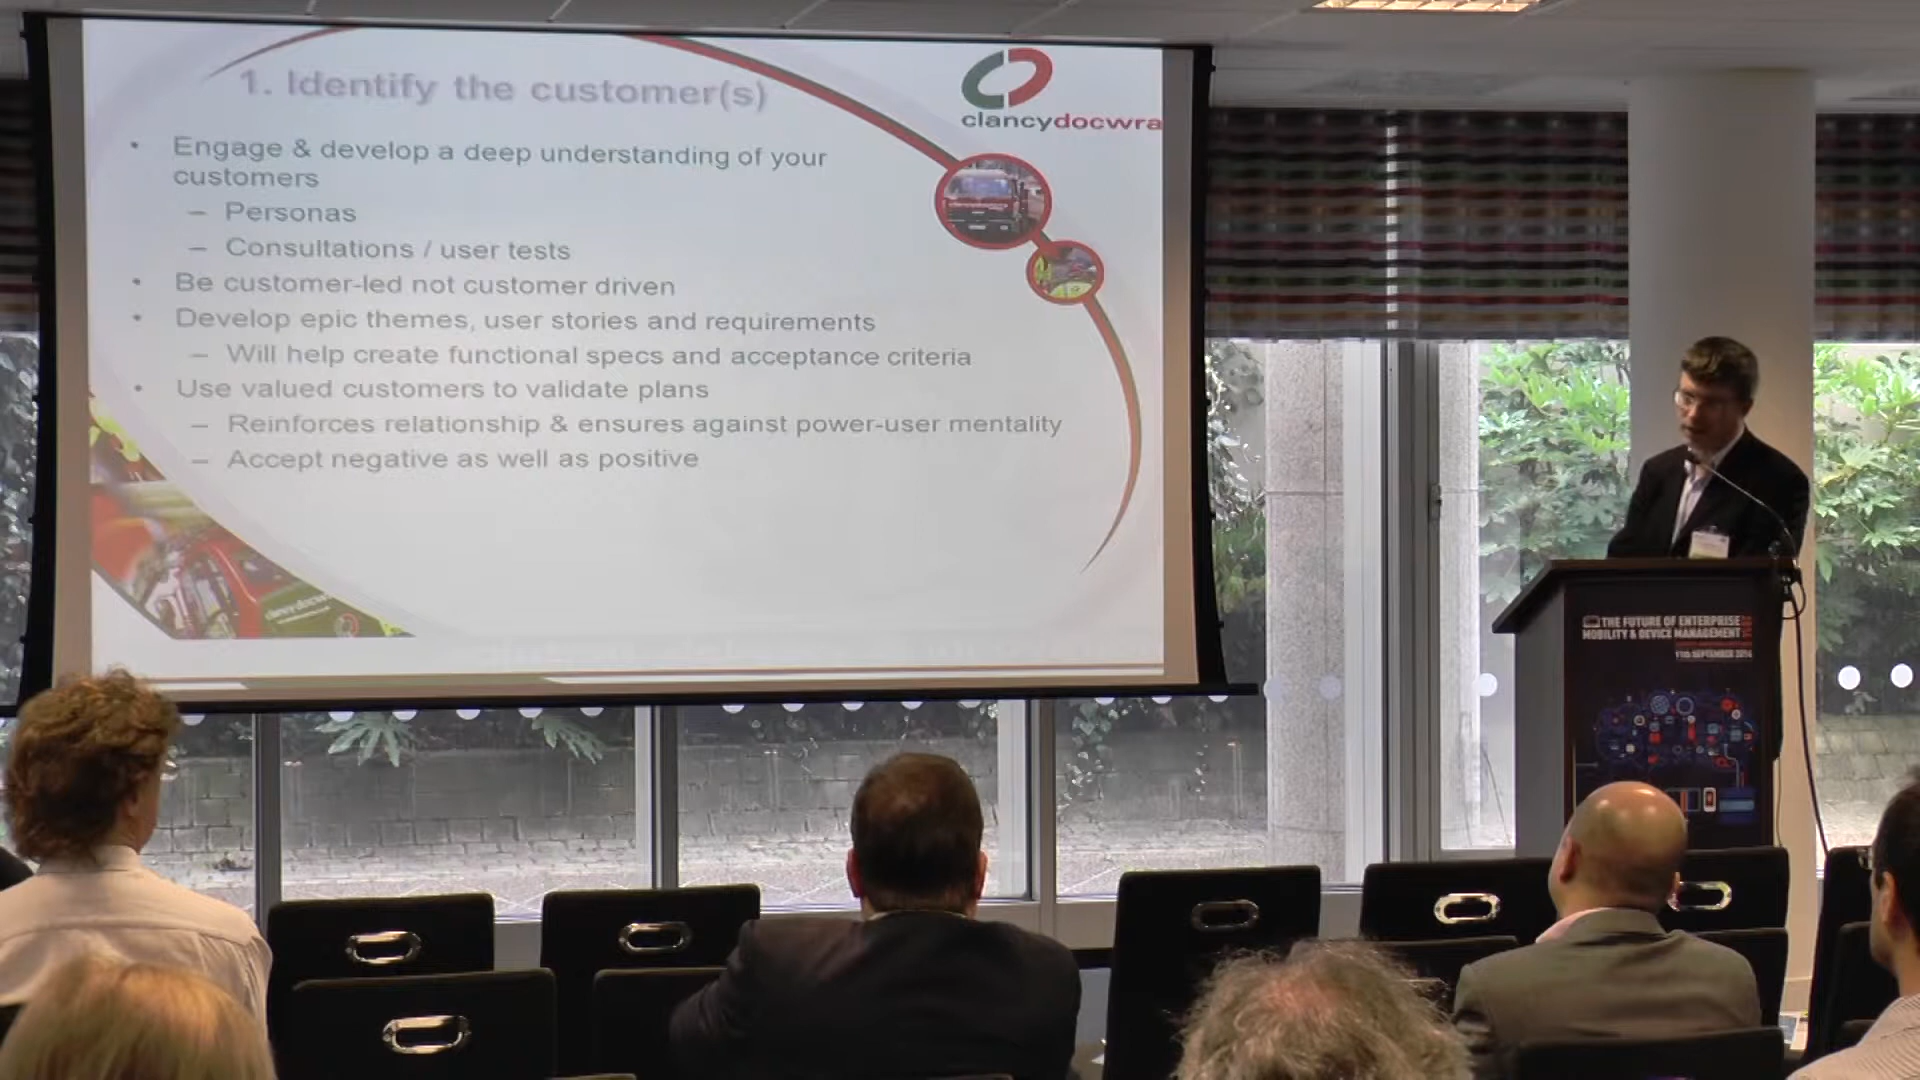 1. Identify the customer(s)
clancydocwra
• Engage & develop a deep understanding of your
customers
– Personas
– Consultations / user tests
• Be customer-led not customer driven
• Develop epic themes, user stories and requirements
– Will help create functional specs and acceptance criteria
• Use valued customers to validate plans
– Reinforces relationship & ensures against power-user mentality
– Accept negative as well as positive
THE FUTURE OF ENTERPRISE
MOBILITY & DEVICE MANAGEMENT
11th SEPTEMBER 2014